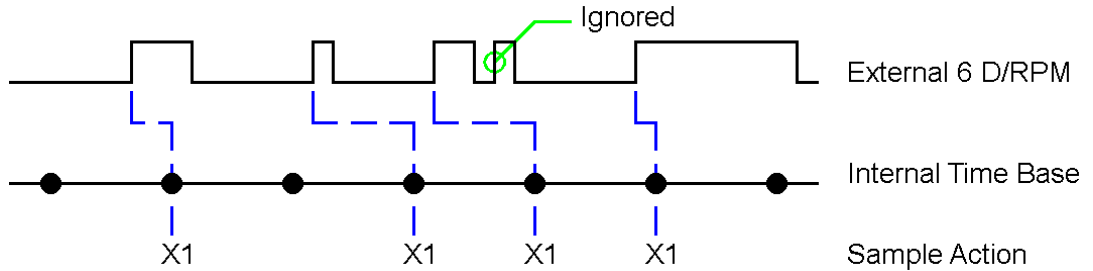 Ignored
External 6 D/RPM
Internal Time Base
X1 X1 X1 X1 Sample Action